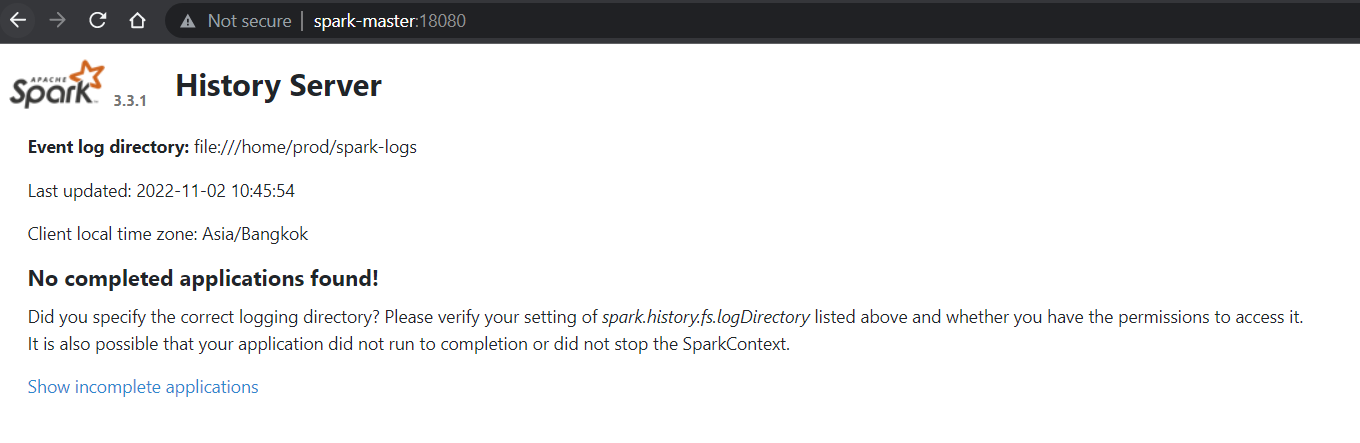 Not secure | spark-master:18080
APACHE Spark™ 3.3.1 History Server
Event log directory: file:///home/prod/spark-logs
Last updated: 2022-11-02 10:45:54
Client local time zone: Asia/Bangkok
No completed applications found!
Did you specify the correct logging directory? Please verify your setting of spark.history.fs.logDirectory listed above and whether you have the permissions to access it.
It is also possible that your application did not run to completion or did not stop the SparkContext.
Show incomplete applications